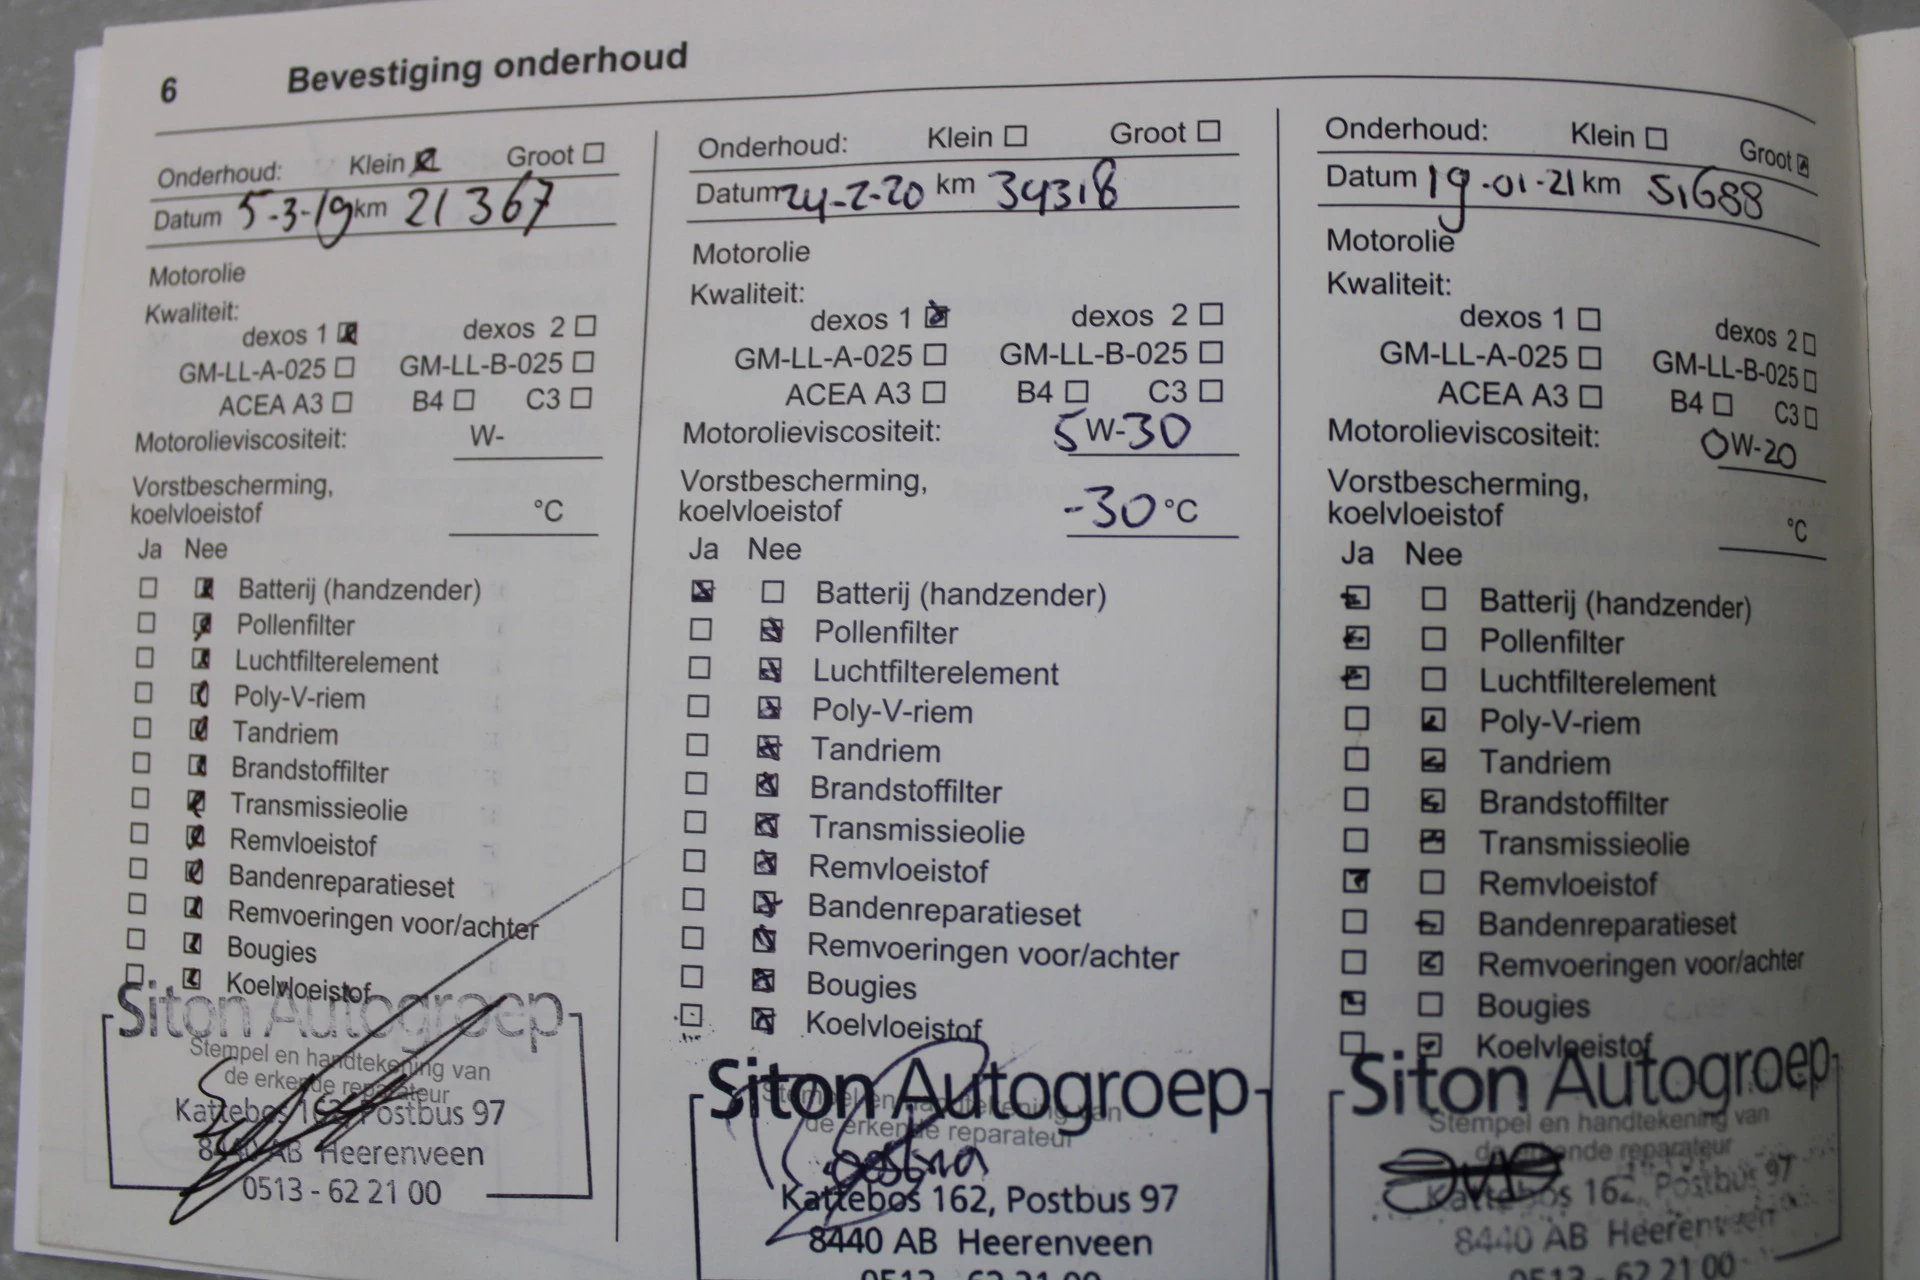 6 Bevestiging onderhoud
Onderhoud: Klein Groot
Datum 5-3-19 km 21367
Motorolie
Kwaliteit:
dexos 1 dexos 2
GM-LL-A-025 GM-LL-B-025
ACEA A3 B4 C3
Motorolieviscositeit: W-
Vorstbescherming,
koelvloeistof °C
Ja Nee
Batterij (handzender)
Pollenfilter
Luchtfilterelement
Poly-V-riem
Tandriem
Brandstoffilter
Transmissieolie
Remvloeistof
Bandenreparatieset
Remvoeringen voor/achter
Bougies
Koelvloeistof
Siton Autogroep
Stempel en handtekening van
de erkende reparateur
Kattebos 162, Postbus 97
8440 AB Heerenveen
0513 - 62 21 00
Onderhoud: Klein Groot
Datum 24-2-20 km 34318
Motorolie
Kwaliteit:
dexos 1 dexos 2
GM-LL-A-025 GM-LL-B-025
ACEA A3 B4 C3
Motorolieviscositeit: 5W-30
Vorstbescherming,
koelvloeistof -30 °C
Ja Nee
Batterij (handzender)
Pollenfilter
Luchtfilterelement
Poly-V-riem
Tandriem
Brandstoffilter
Transmissieolie
Remvloeistof
Bandenreparatieset
Remvoeringen voor/achter
Bougies
Koelvloeistof
Siton Autogroep
Stempel en handtekening van
de erkende reparateur
Kattebos 162, Postbus 97
8440 AB Heerenveen
0513 - 62 21 00
Onderhoud: Klein Groot
Datum 19-01-21 km 51688
Motorolie
Kwaliteit:
dexos 1 dexos 2
GM-LL-A-025 GM-LL-B-025
ACEA A3 B4 C3
Motorolieviscositeit: 0W-20
Vorstbescherming,
koelvloeistof °C
Ja Nee
Batterij (handzender)
Pollenfilter
Luchtfilterelement
Poly-V-riem
Tandriem
Brandstoffilter
Transmissieolie
Remvloeistof
Bandenreparatieset
Remvoeringen voor/achter
Bougies
Koelvloeistof
Siton Autogroep
Stempel en handtekening van
de erkende reparateur
Kattebos 162, Postbus 97
8440 AB Heerenveen
0513 - 62 21 00